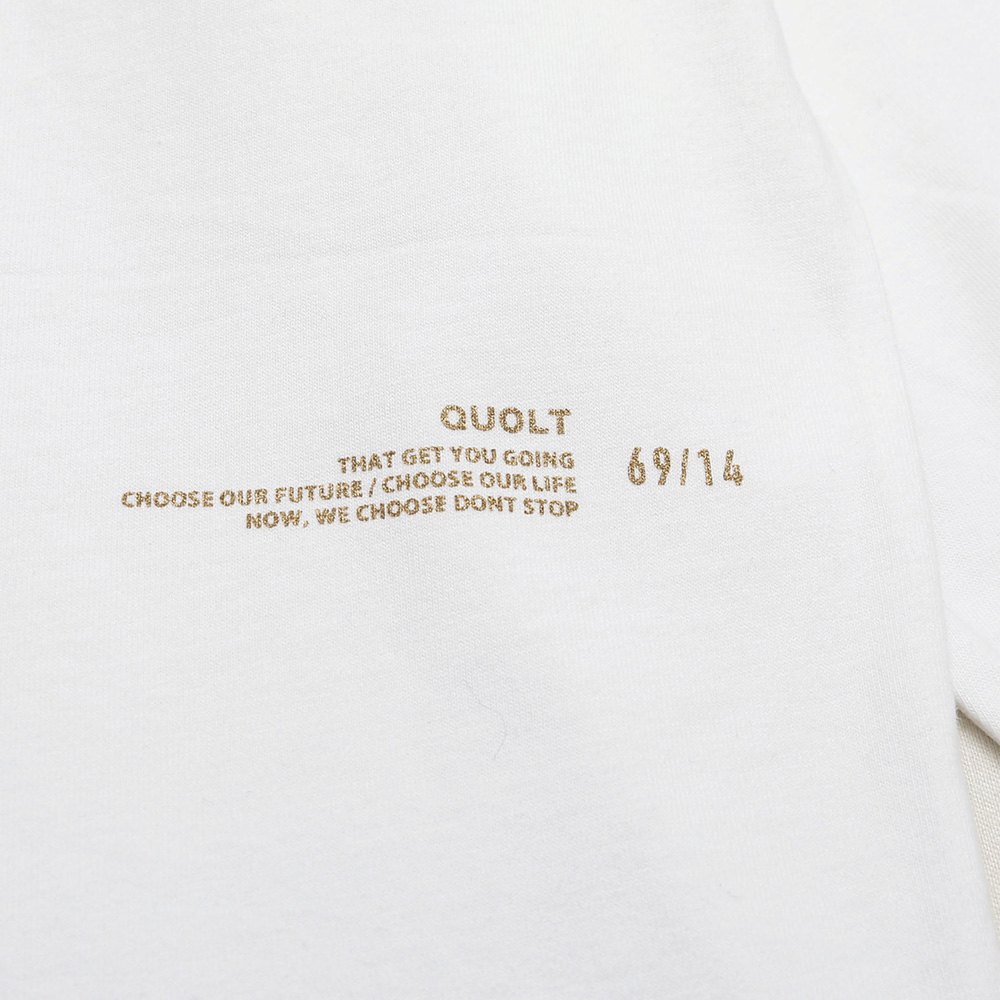 QUOLT
THAT GET YOU GOING
CHOOSE OUR FUTURE / CHOOSE OUR LIFE
NOW, WE CHOOSE DONT STOP
69/14